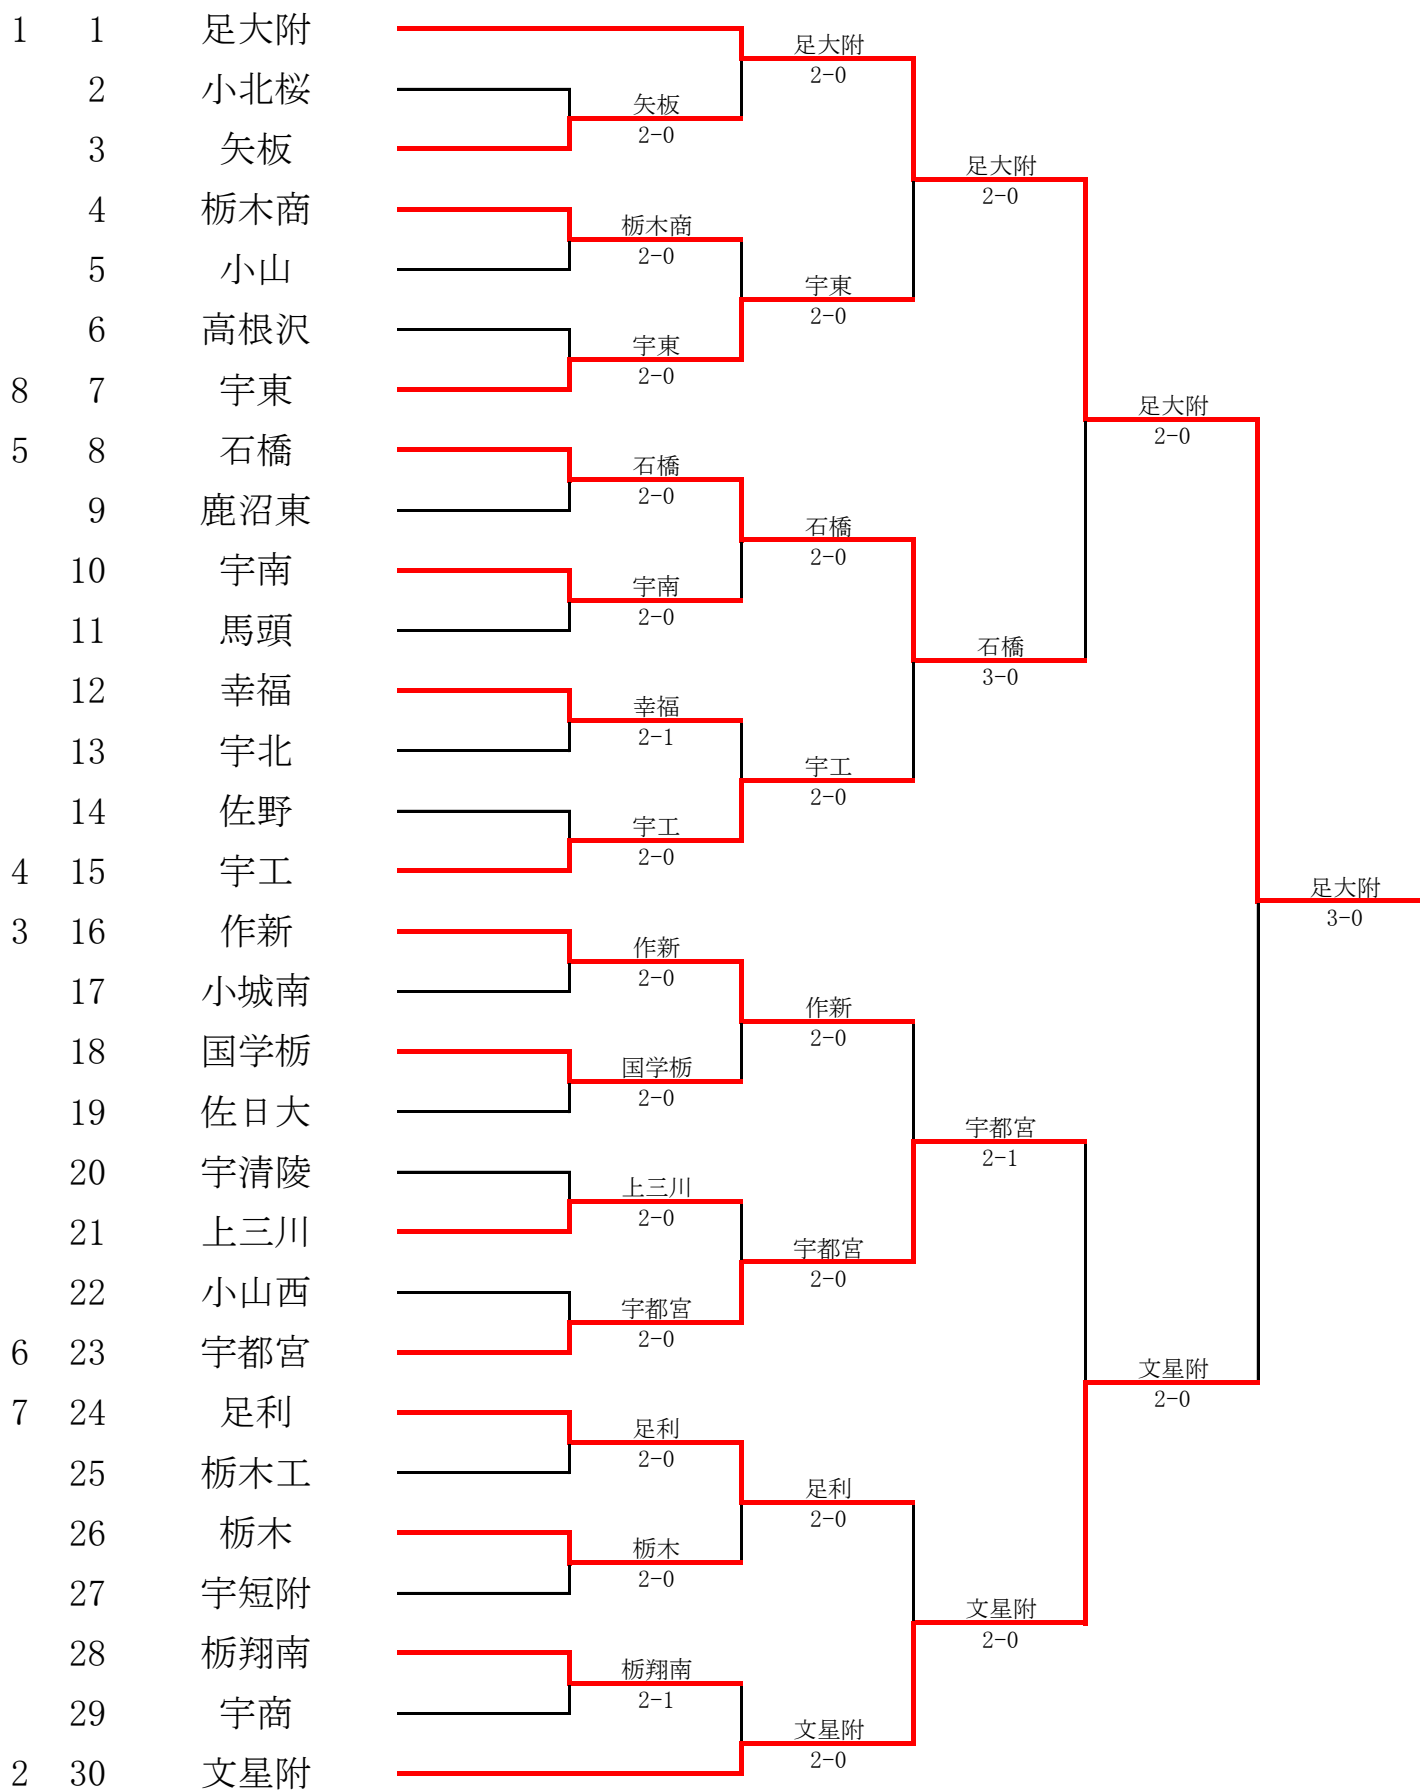 1 1 足大附
足大附
2-0
2 小北桜
矢板
2-0
3 矢板
足大附
2-0
4 栃木商
栃木商
2-0
5 小山
宇東
2-0
6 高根沢
宇東
2-0
8 7 宇東
足大附
2-0
5 8 石橋
石橋
2-0
9 鹿沼東
石橋
2-0
10 宇南
宇南
2-0
11 馬頭
石橋
3-0
12 幸福
幸福
2-1
13 宇北
宇工
2-0
14 佐野
宇工
2-0
4 15 宇工
足大附
3-0
3 16 作新
作新
2-0
17 小城南
作新
2-0
18 国学栃
国学栃
2-0
19 佐日大
宇都宮
2-1
20 宇清陵
上三川
2-0
21 上三川
宇都宮
2-0
22 小山西
宇都宮
2-0
6 23 宇都宮
文星附
2-0
7 24 足利
足利
2-0
25 栃木工
足利
2-0
26 栃木
栃木
2-0
27 宇短附
文星附
2-0
28 栃翔南
栃翔南
2-1
29 宇商
文星附
2-0
2 30 文星附